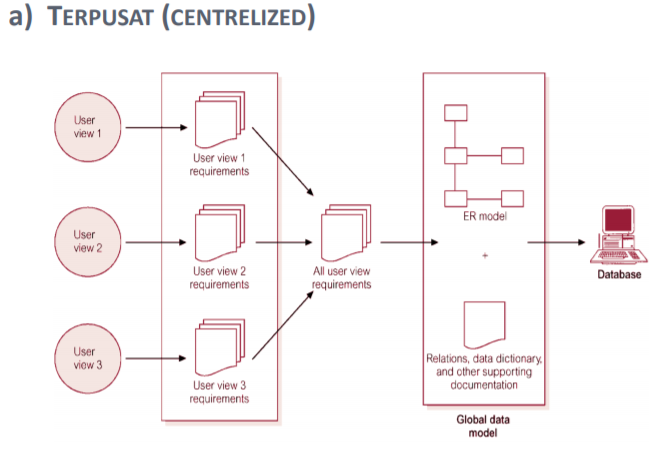 a) TERPUSAT (CENTRELIZED)
User
view 1
User view 1
requirements
User
view 2
User view 2
requirements
User
view 3
User view 3
requirements
All user view
requirements
ER model
+
Relations, data dictionary,
and other supporting
documentation
Global data
model
Database